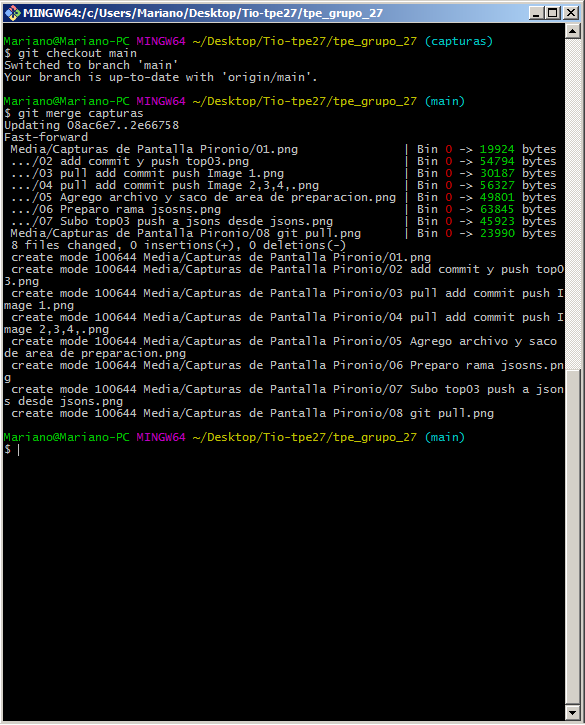 MINGW64:/c/Users/Mariano/Desktop/Tio-tpe27/tpe_grupo_27
Mariano@Mariano-PC MINGW64 ~/Desktop/Tio-tpe27/tpe_grupo_27 (capturas)
$ git checkout main
Switched to branch 'main'
Your branch is up-to-date with 'origin/main'.
Mariano@Mariano-PC MINGW64 ~/Desktop/Tio-tpe27/tpe_grupo_27 (main)
$ git merge capturas
Updating 08ac6e7..2e66758
Fast-forward
 Media/Capturas de Pantalla Pironio/01.png | Bin 0 -> 19924 bytes
 .../02 add commit y push top03.png | Bin 0 -> 54794 bytes
 .../03 pull add commit push Image 1.png | Bin 0 -> 30187 bytes
 .../04 pull add commit push Image 2,3,4,.png | Bin 0 -> 56327 bytes
 .../05 Agrego archivo y saco de area de preparacion.png | Bin 0 -> 49801 bytes
 .../06 Preparo rama jsosns.png | Bin 0 -> 63845 bytes
 .../07 Subo top03 push a jsons desde jsons.png | Bin 0 -> 45923 bytes
 Media/Capturas de Pantalla Pironio/08 git pull.png | Bin 0 -> 23990 bytes
 8 files changed, 0 insertions(+), 0 deletions(-)
 create mode 100644 Media/Capturas de Pantalla Pironio/01.png
 create mode 100644 Media/Capturas de Pantalla Pironio/02 add commit y push top0
3.png
 create mode 100644 Media/Capturas de Pantalla Pironio/03 pull add commit push I
mage 1.png
 create mode 100644 Media/Capturas de Pantalla Pironio/04 pull add commit push I
mage 2,3,4,.png
 create mode 100644 Media/Capturas de Pantalla Pironio/05 Agrego archivo y saco
de area de preparacion.png
 create mode 100644 Media/Capturas de Pantalla Pironio/06 Preparo rama jsosns.pn
g
 create mode 100644 Media/Capturas de Pantalla Pironio/07 Subo top03 push a json
s desde jsons.png
 create mode 100644 Media/Capturas de Pantalla Pironio/08 git pull.png
Mariano@Mariano-PC MINGW64 ~/Desktop/Tio-tpe27/tpe_grupo_27 (main)
$